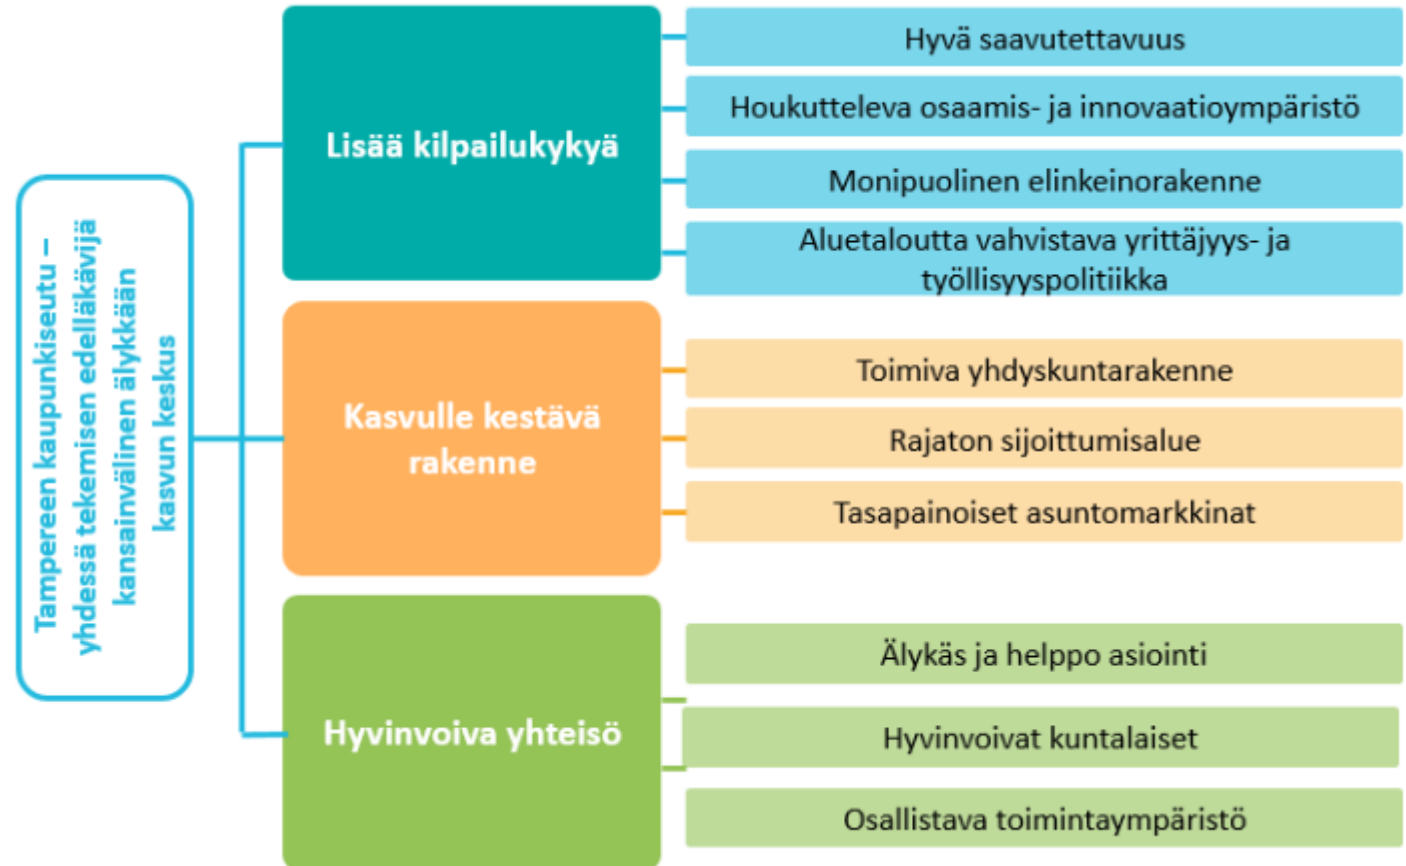 Tampereen kaupunkiseutu –
yhdessä tekemisen edelläkävijä
kansainvälinen älykkään
kasvun keskus
Lisää kilpailukykyä
Hyvä saavutettavuus
Houkutteleva osaamis- ja innovaatioympäristö
Monipuolinen elinkeinorakenne
Aluetaloutta vahvistava yrittäjyys- ja
työllisyyspolitiikka
Kasvulle kestävä
rakenne
Toimiva yhdyskuntarakenne
Rajaton sijoittumisalue
Tasapainoiset asuntomarkkinat
Hyvinvoiva yhteisö
Älykäs ja helppo asiointi
Hyvinvoivat kuntalaiset
Osallistava toimintaympäristö